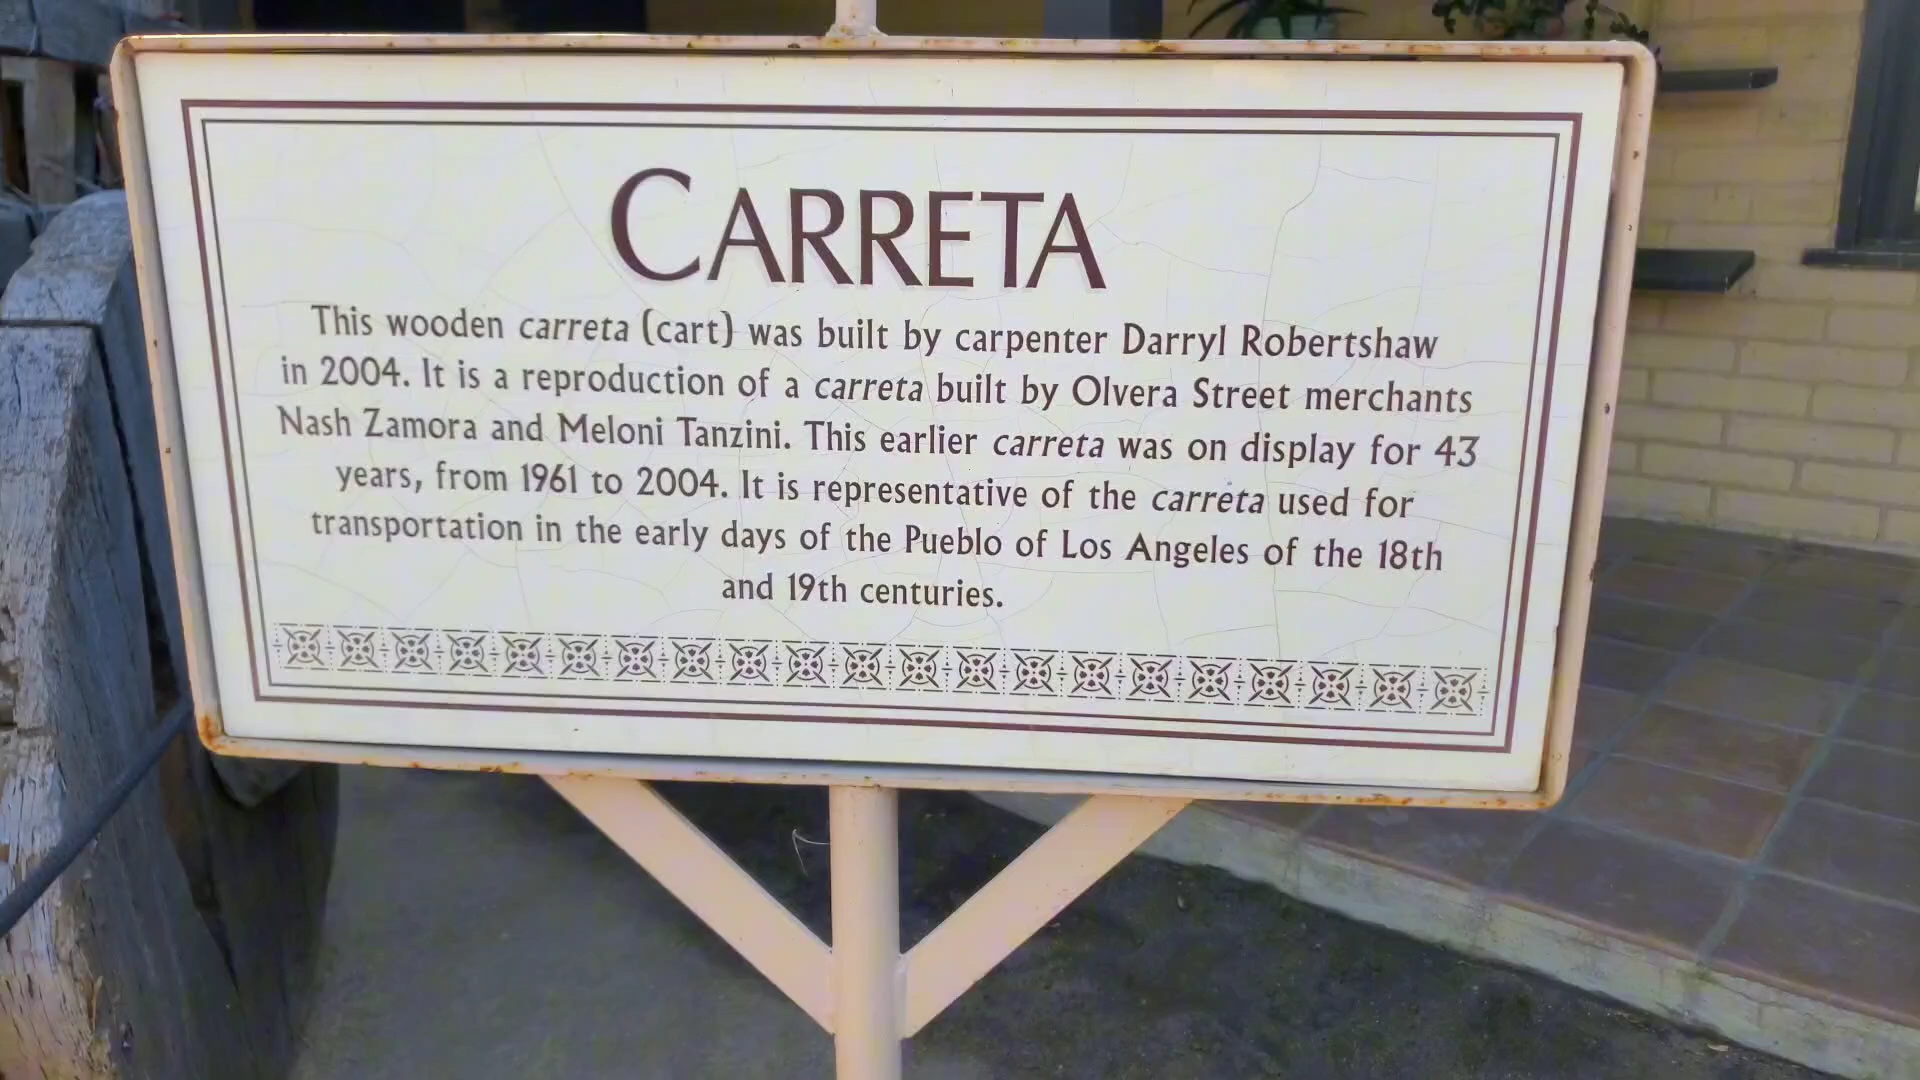 CARRETA
This wooden carreta (cart) was built by carpenter Darryl Robertshaw
in 2004. It is a reproduction of a carreta built by Olvera Street merchants
Nash Zamora and Meloni Tanzini. This earlier carreta was on display for 43
years, from 1961 to 2004. It is representative of the carreta used for
transportation in the early days of the Pueblo of Los Angeles of the 18th
and 19th centuries.